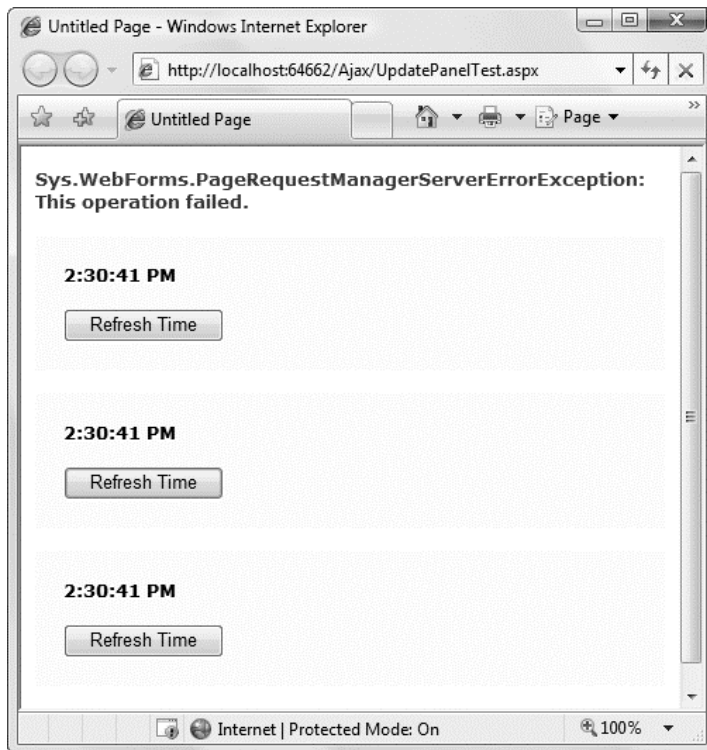 Untitled Page - Windows Internet Explorer
http://localhost:64662/Ajax/UpdatePanelTest.aspx
Untitled Page
Page
Sys.WebForms.PageRequestManagerServerErrorException:
This operation failed.
2:30:41 PM
Refresh Time
2:30:41 PM
Refresh Time
2:30:41 PM
Refresh Time
Internet | Protected Mode: On
100%